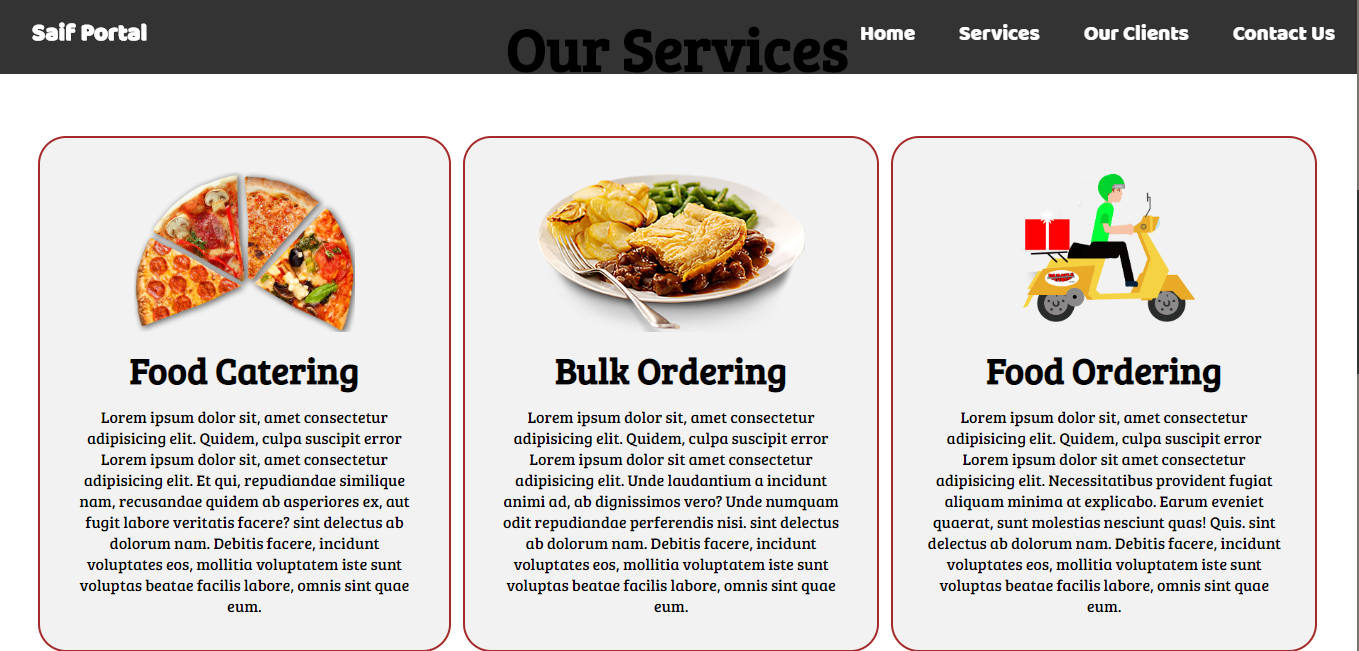 Saif Portal
Our Services
Home Services Our Clients Contact Us
Food Catering
Lorem ipsum dolor sit, amet consectetur
adipisicing elit. Quidem, culpa suscipit error
Lorem ipsum dolor sit, amet consectetur
adipisicing elit. Et qui, repudiandae similique
nam, recusandae quidem ab asperiores ex, aut
fugit labore veritatis facere? sint delectus ab
dolorum nam. Debitis facere, incidunt
voluptates eos, mollitia voluptatem iste sunt
voluptas beatae facilis labore, omnis sint quae
eum.
Bulk Ordering
Lorem ipsum dolor sit, amet consectetur
adipisicing elit. Quidem, culpa suscipit error
Lorem ipsum dolor sit amet consectetur
adipisicing elit. Unde laudantium a incidunt
animi ad, ab dignissimos vero? Unde numquam
odit repudiandae perferendis nisi. sint delectus
ab dolorum nam. Debitis facere, incidunt
voluptates eos, mollitia voluptatem iste sunt
voluptas beatae facilis labore, omnis sint quae
eum.
Food Ordering
Lorem ipsum dolor sit, amet consectetur
adipisicing elit. Quidem, culpa suscipit error
Lorem ipsum dolor sit amet consectetur
adipisicing elit. Necessitatibus provident fugiat
aliquam minima at explicabo. Earum eveniet
quaerat, sunt molestias nesciunt quas! Quis. sint
delectus ab dolorum nam. Debitis facere, incidunt
voluptates eos, mollitia voluptatem iste sunt
voluptas beatae facilis labore, omnis sint quae
eum.